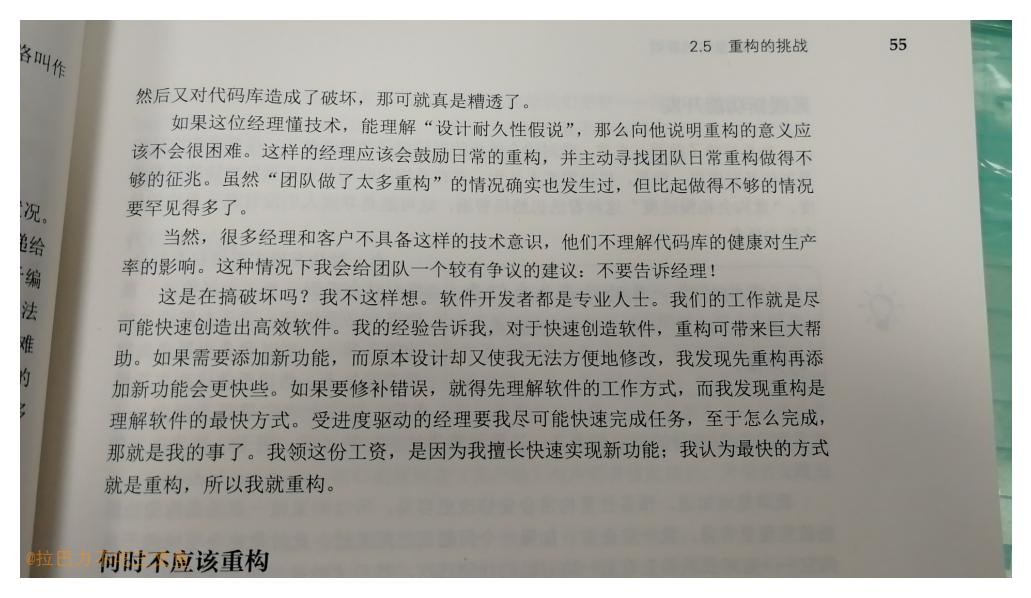 2.5 重构的挑战 55
然后又对代码库造成了破坏，那可就真是糟透了。
如果这位经理懂技术，能理解“设计耐久性假说”，那么向他说明重构的意义应
该不会很困难。这样的经理应该会鼓励日常的重构，并主动寻找团队日常重构做得不
够的征兆。虽然“团队做了太多重构”的情况确实也发生过，但比起做得不够的情况
要罕见得多了。
当然，很多经理和客户不具备这样的技术意识，他们不理解代码库的健康对生产
率的影响。这种情况下我会给团队一个较有争议的建议：不要告诉经理！
这是在搞破坏吗？我不这样想。软件开发者都是专业人士。我们的工作就是尽
可能快速创造出高效软件。我的经验告诉我，对于快速创造软件，重构可带来巨大帮
助。如果需要添加新功能，而原本设计却又使我无法方便地修改，我发现先重构再添
加新功能会更快些。如果要修补错误，就得先理解软件的工作方式，而我发现重构是
理解软件的最快方式。受进度驱动的经理要我尽可能快速完成任务，至于怎么完成，
那就是我的事了。我领这份工资，是因为我擅长快速实现新功能；我认为最快的方式
就是重构，所以我就重构。
何时不应该重构
络叫作
况。
递给
编
法
难
的
@拉巴力